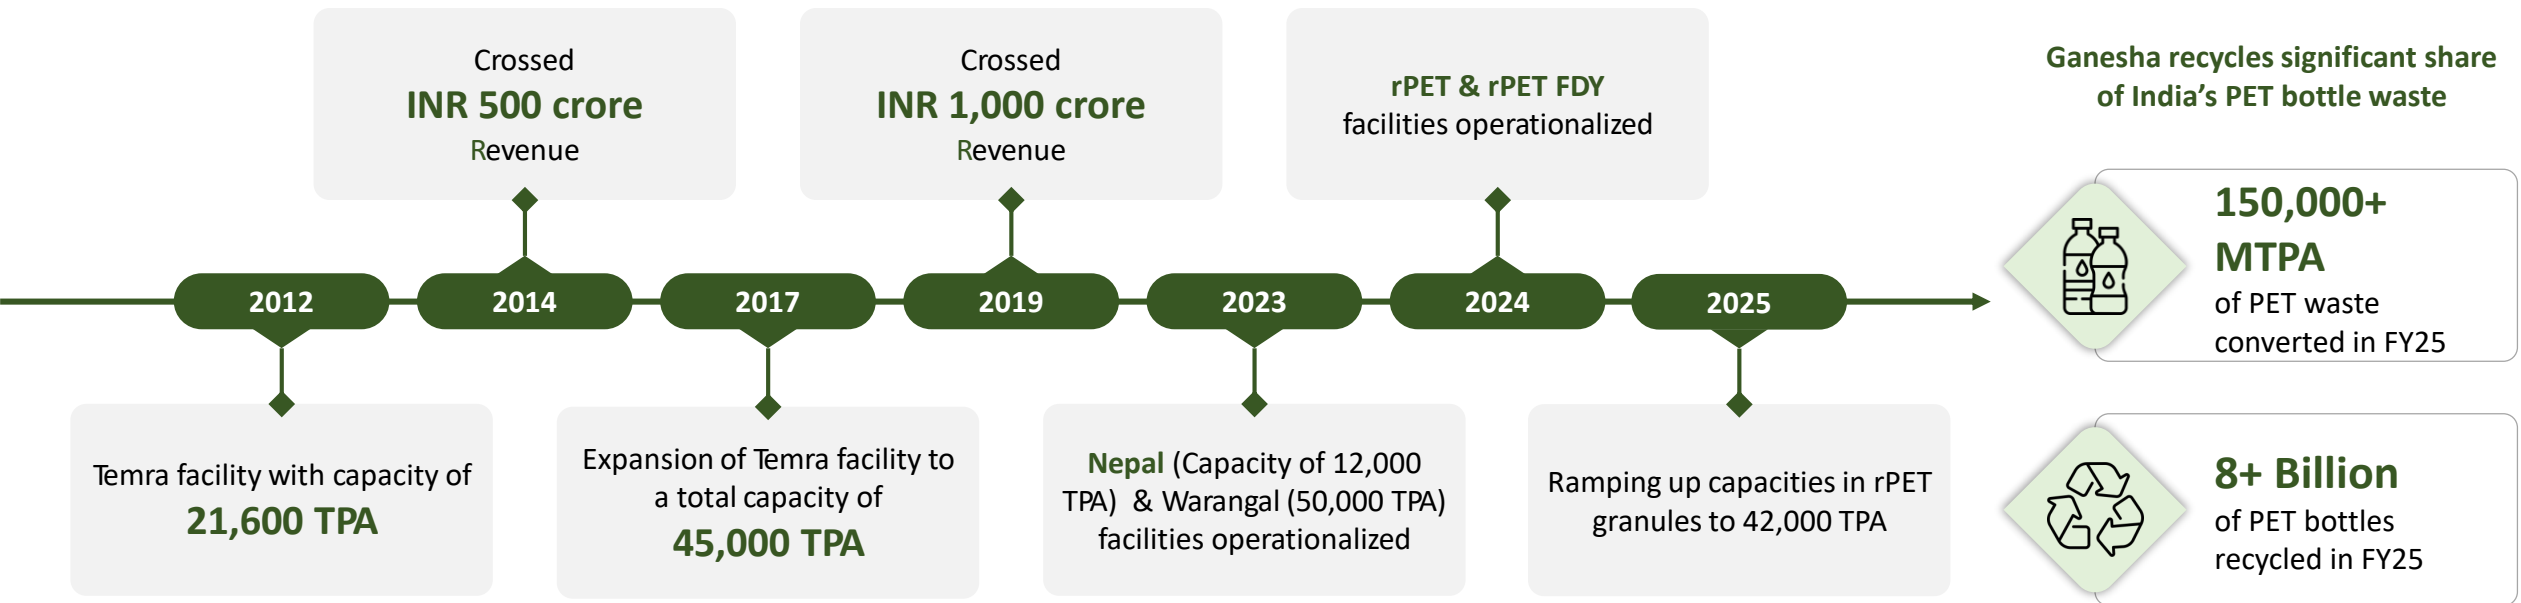 Crossed
INR 500 crore
Revenue
Crossed
INR 1,000 crore
Revenue
rPET & rPET FDY
facilities operationalized
2012
2014
2017
2019
2023
2024
2025
Temra facility with capacity of
21,600 TPA
Expansion of Temra facility to
a total capacity of
45,000 TPA
Nepal (Capacity of 12,000
TPA) & Warangal (50,000 TPA)
facilities operationalized
Ramping up capacities in rPET
granules to 42,000 TPA
Ganesha recycles significant share
of India’s PET bottle waste
150,000+
MTPA
of PET waste
converted in FY25
8+ Billion
of PET bottles
recycled in FY25